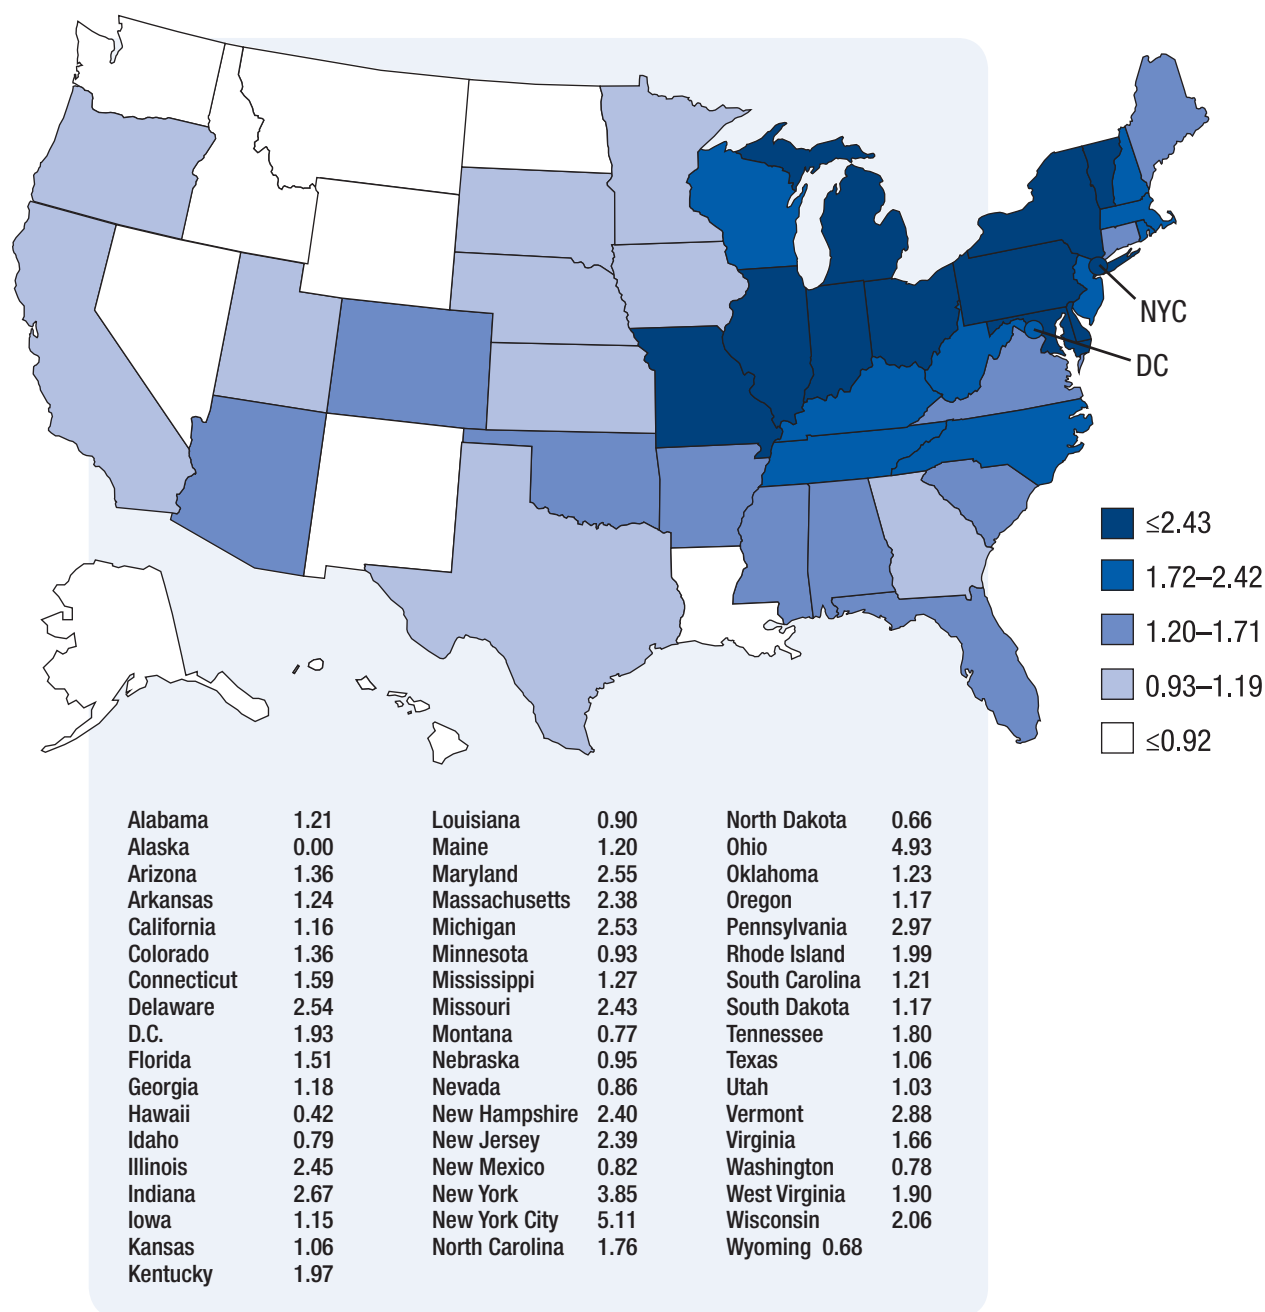 NYC
DC
≤2.43
1.72–2.42
1.20–1.71
0.93–1.19
≤0.92
Alabama 1.21
Alaska 0.00
Arizona 1.36
Arkansas 1.24
California 1.16
Colorado 1.36
Connecticut 1.59
Delaware 2.54
D.C. 1.93
Florida 1.51
Georgia 1.18
Hawaii 0.42
Idaho 0.79
Illinois 2.45
Indiana 2.67
Iowa 1.15
Kansas 1.06
Kentucky 1.97
Louisiana 0.90
Maine 1.20
Maryland 2.55
Massachusetts 2.38
Michigan 2.53
Minnesota 0.93
Mississippi 1.27
Missouri 2.43
Montana 0.77
Nebraska 0.95
Nevada 0.86
New Hampshire 2.40
New Jersey 2.39
New Mexico 0.82
New York 3.85
New York City 5.11
North Carolina 1.76
North Dakota 0.66
Ohio 4.93
Oklahoma 1.23
Oregon 1.17
Pennsylvania 2.97
Rhode Island 1.99
South Carolina 1.21
South Dakota 1.17
Tennessee 1.80
Texas 1.06
Utah 1.03
Vermont 2.88
Virginia 1.66
Washington 0.78
West Virginia 1.90
Wisconsin 2.06
Wyoming 0.68